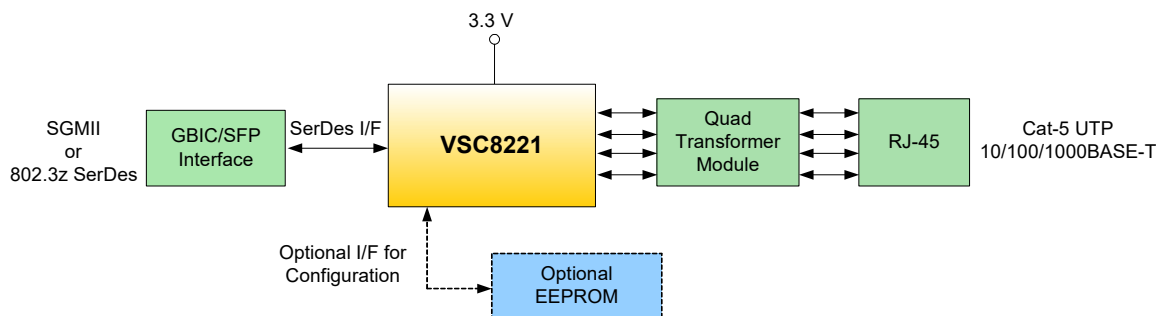 3.3 V
SGMII
or
802.3z SerDes
GBIC/SFP
Interface
SerDes I/F
VSC8221
Quad
Transformer
Module
RJ-45
Cat-5 UTP
10/100/1000BASE-T
Optional I/F for
Configuration
Optional
EEPROM